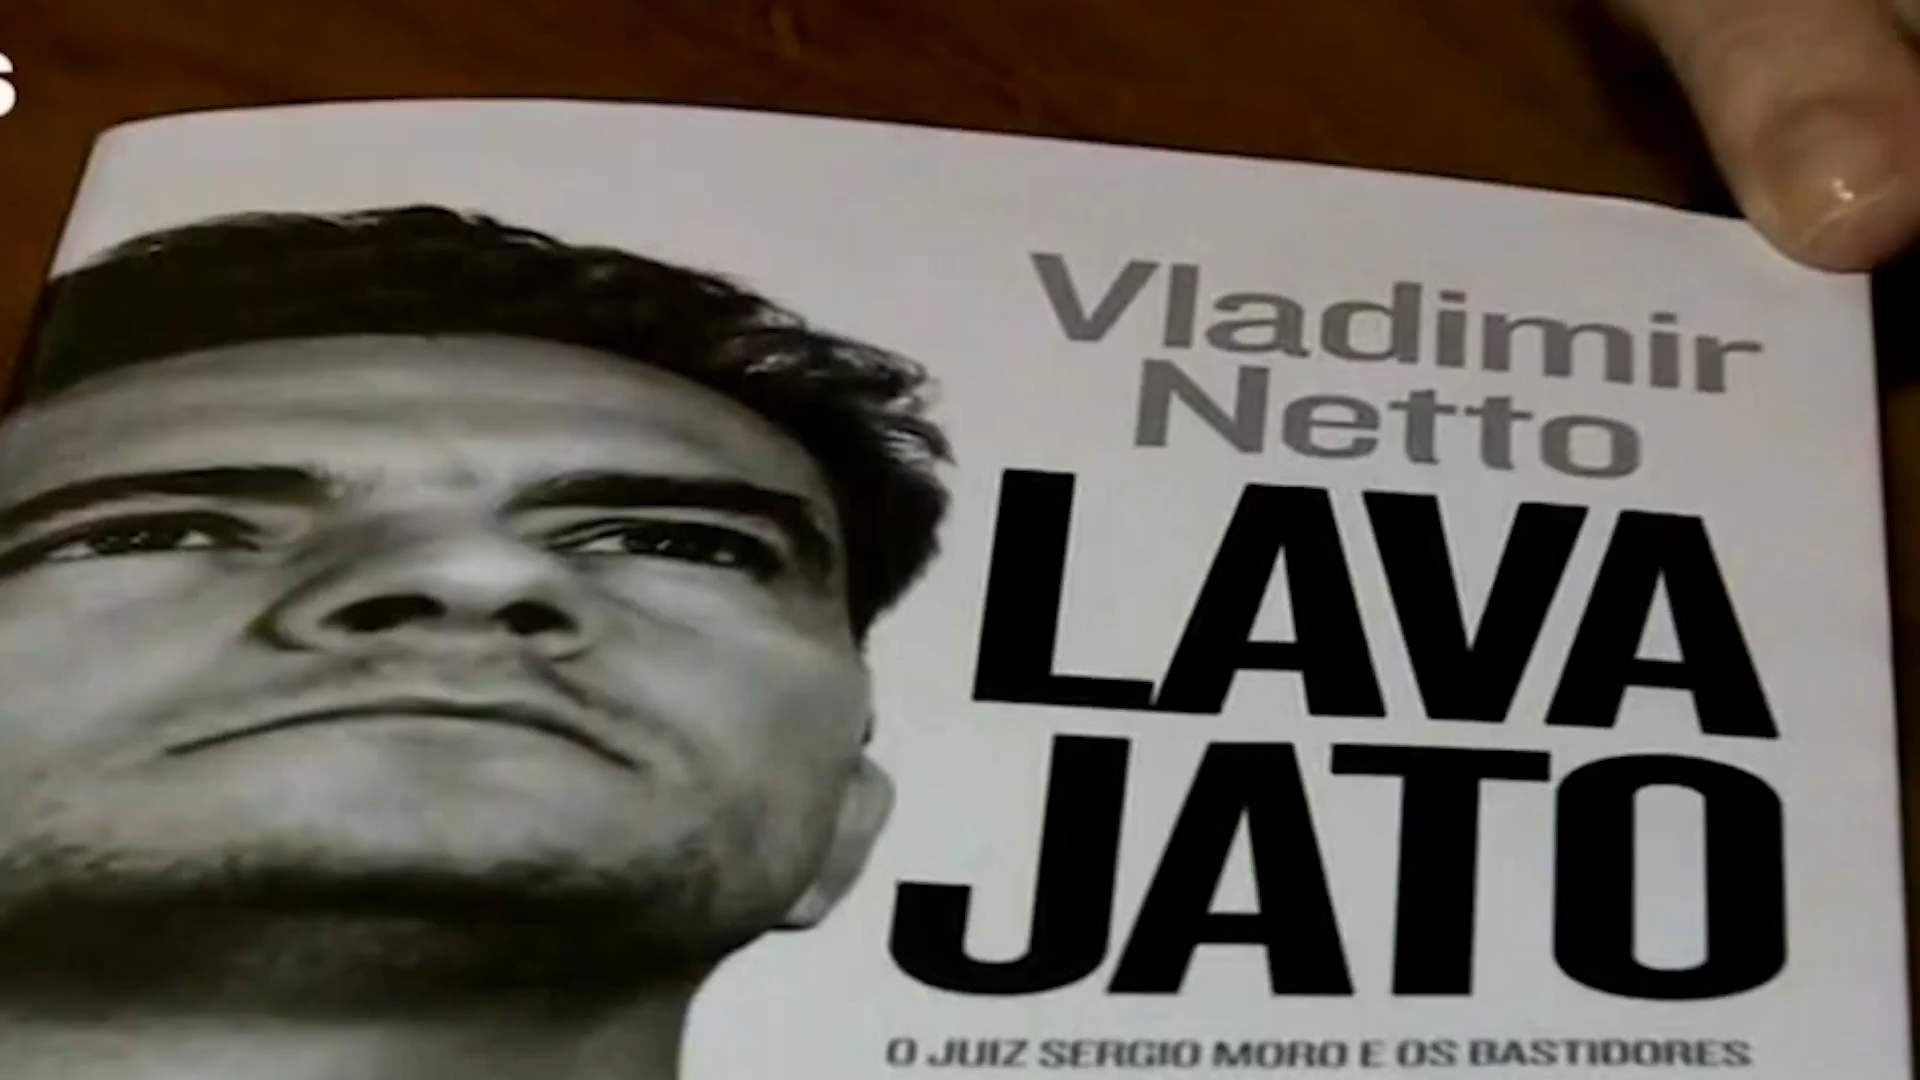 s
Vladimir
Netto
LAVA
JATO
O JUIZ SERGIO MORO E OS BASTIDORES